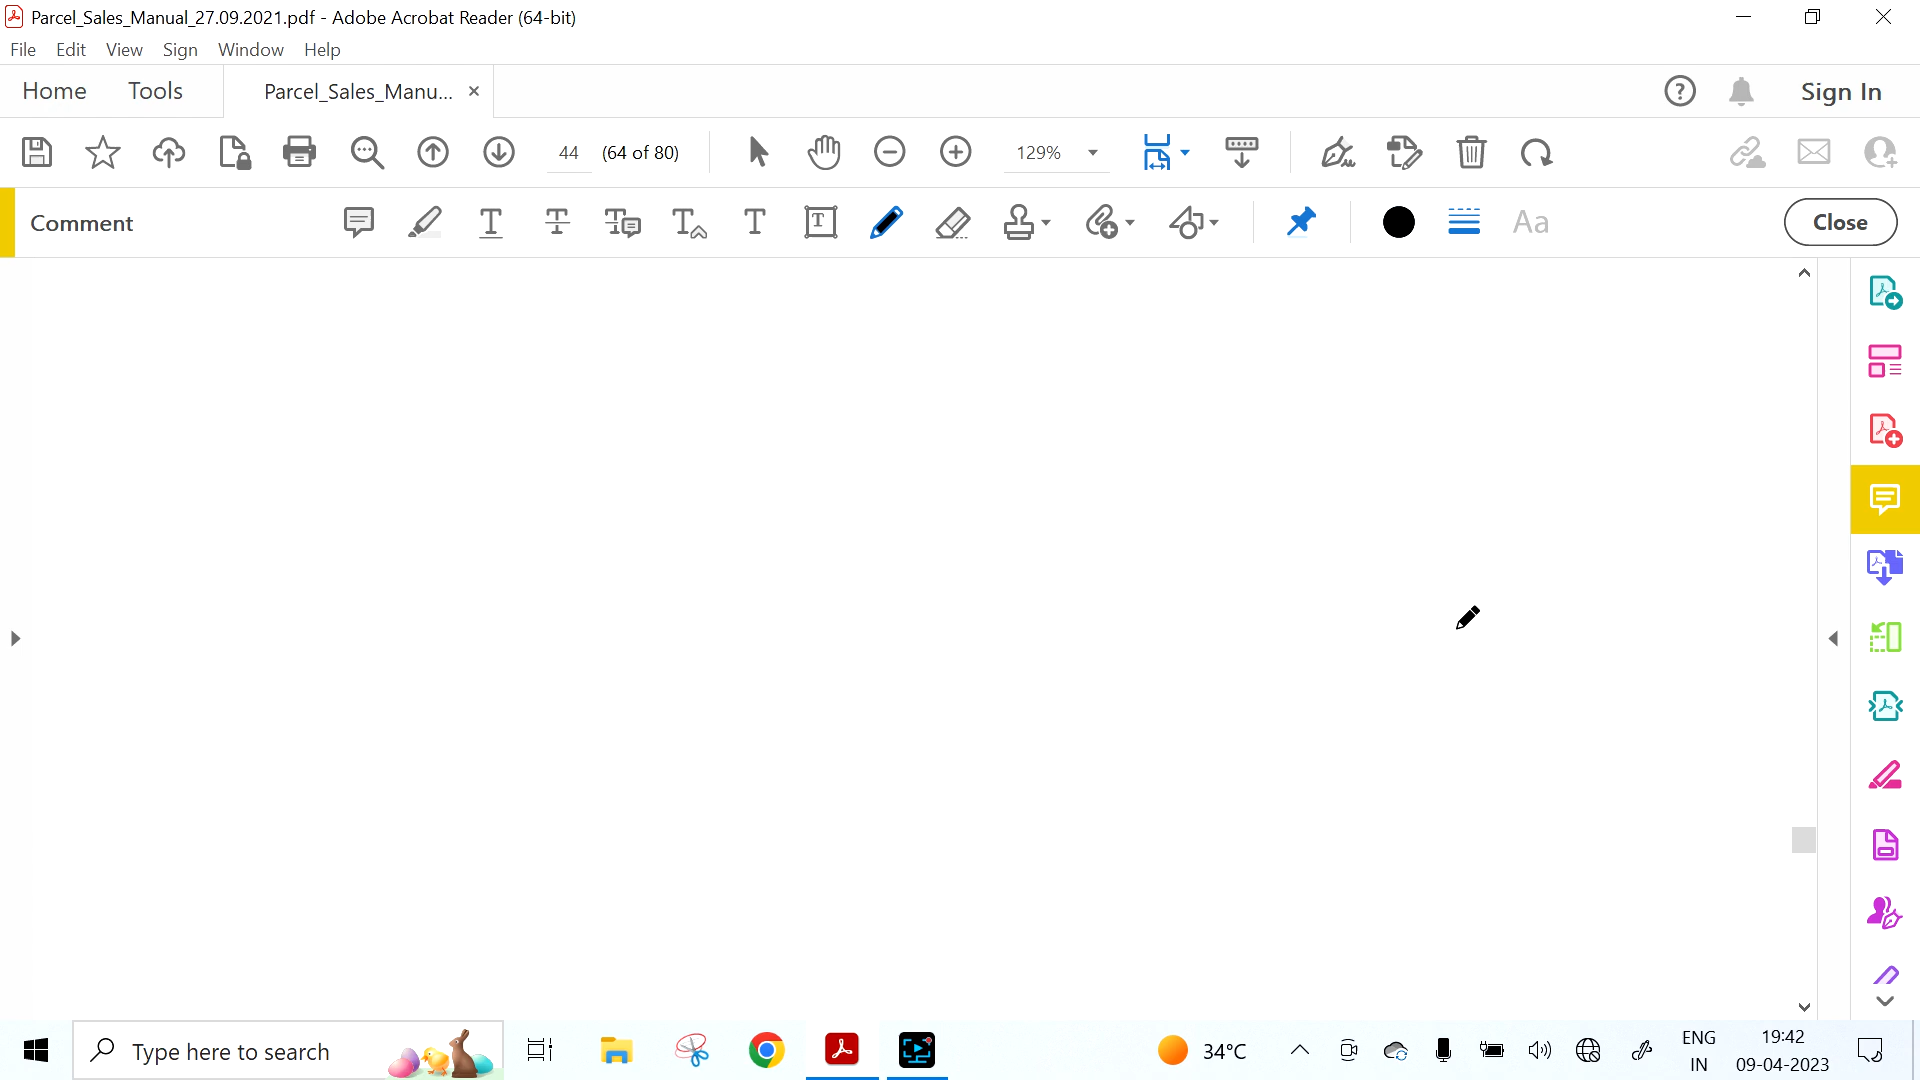 Parcel_Sales_Manual_27.09.2021.pdf - Adobe Acrobat Reader (64-bit)
File Edit View Sign Window Help
Home Tools Parcel_Sales_Manu... × Sign In
44 (64 of 80) 129%
Comment Aa Close
Type here to search 34°C ENG IN 19:42 09-04-2023